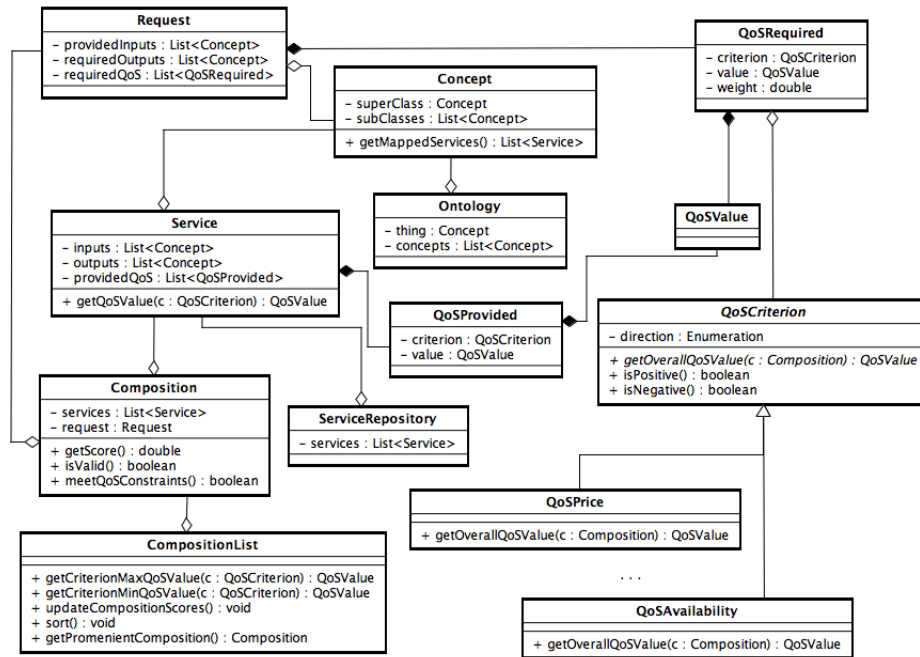 Request
– providedInputs : List<Concept>
– requiredOutputs : List<Concept>
– requiredQoS : List<QoSRequired>
QoSRequired
– criterion : QoSCriterion
– value : QoSValue
– weight : double
Concept
– superClass : Concept
– subClasses : List<Concept>
+ getMappedServices() : List<Service>
Ontology
– thing : Concept
– concepts : List<Concept>
QoSValue
Service
– inputs : List<Concept>
– outputs : List<Concept>
– providedQoS : List<QoSProvided>
+ getQoSValue(c : QoSCriterion) : QoSValue
QoSProvided
– criterion : QoSCriterion
– value : QoSValue
QoSCriterion
– direction : Enumeration
+ getOverallQoSValue(c : Composition) : QoSValue
+ isPositive() : boolean
+ isNegative() : boolean
Composition
– services : List<Service>
– request : Request
+ getScore() : double
+ isValid() : boolean
+ meetQoSConstraints() : boolean
ServiceRepository
– services : List<Service>
QoSPrice
+ getOverallQoSValue(c : Composition) : QoSValue
. . .
CompositionList
+ getCriterionMaxQoSValue(c : QoSCriterion) : QoSValue
+ getCriterionMinQoSValue(c : QoSCriterion) : QoSValue
+ updateCompositionScores() : void
+ sort() : void
+ getPromenientComposition() : Composition
QoSAvailability
+ getOverallQoSValue(c : Composition) : QoSValue